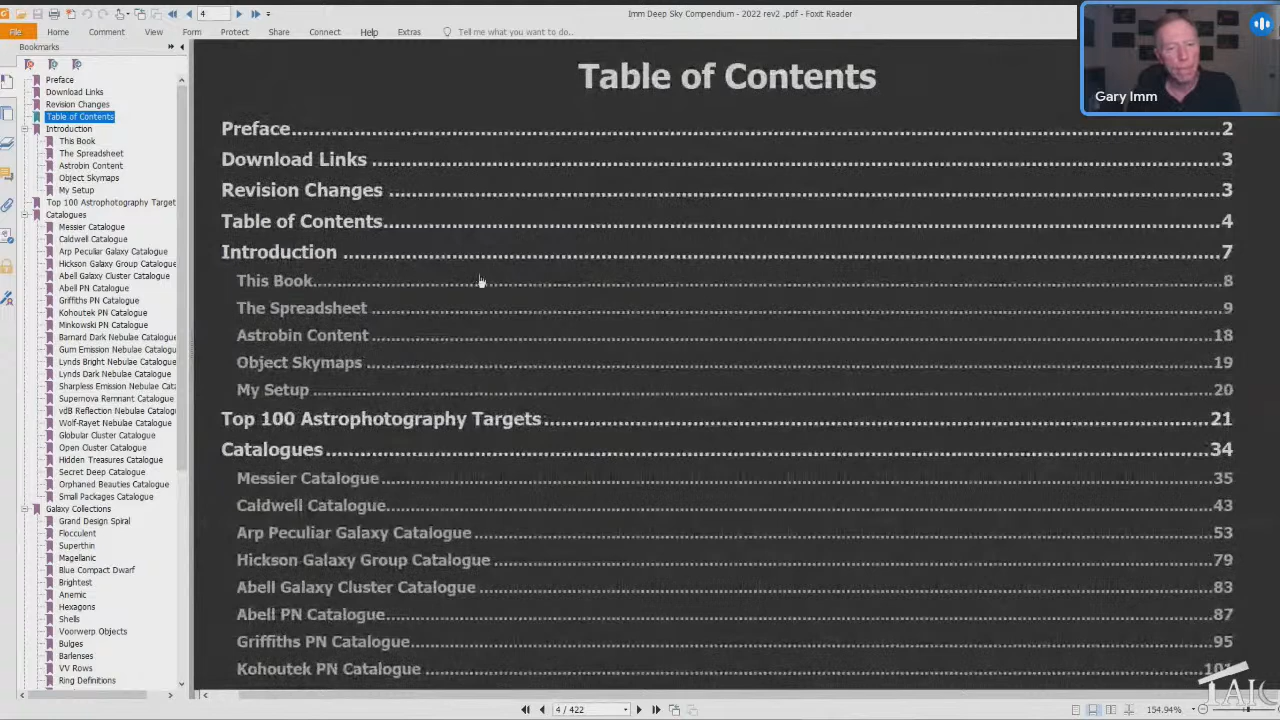 4
Imm Deep Sky Compendium - 2022 rev2 .pdf - Foxit Reader
File Home Comment View Form Protect Share Connect Help Extras Tell me what you want to do..
Bookmarks
Preface
Download Links
Revision Changes
Table of Contents
Introduction
This Book
The Spreadsheet
Astrobin Content
Object Skymaps
My Setup
Top 100 Astrophotography Target
Catalogues
Messier Catalogue
Caldwell Catalogue
Arp Peculiar Galaxy Catalogue
Hickson Galaxy Group Catalogue
Abell Galaxy Cluster Catalogue
Abell PN Catalogue
Griffiths PN Catalogue
Kohoutek PN Catalogue
Minkowski PN Catalogue
Barnard Dark Nebulae Catalogue
Gum Emission Nebulae Catalogu
Lynds Bright Nebulae Catalogue
Lynds Dark Nebulae Catalogue
Sharpless Emission Nebulae Cata
Supernova Remnant Catalogue
vdB Reflection Nebulae Catalogu
Wolf-Rayet Nebulae Catalogue
Globular Cluster Catalogue
Open Cluster Catalogue
Hidden Treasures Catalogue
Secret Deep Catalogue
Orphaned Beauties Catalogue
Small Packages Catalogue
Galaxy Collections
Grand Design Spiral
Flocculent
Superthin
Magellanic
Blue Compact Dwarf
Brightest
Anemic
Hexagons
Shells
Voorwerp Objects
Bulges
Barlenses
VV Rows
Ring Definitions
Table of Contents
Preface 2
Download Links 3
Revision Changes 3
Table of Contents 4
Introduction 7
This Book 8
The Spreadsheet 9
Astrobin Content 18
Object Skymaps 19
My Setup 20
Top 100 Astrophotography Targets 21
Catalogues 34
Messier Catalogue 35
Caldwell Catalogue 43
Arp Peculiar Galaxy Catalogue 53
Hickson Galaxy Group Catalogue 79
Abell Galaxy Cluster Catalogue 83
Abell PN Catalogue 87
Griffiths PN Catalogue 95
Kohoutek PN Catalogue 101
Gary Imm
TAIC
4 / 422
154.94%